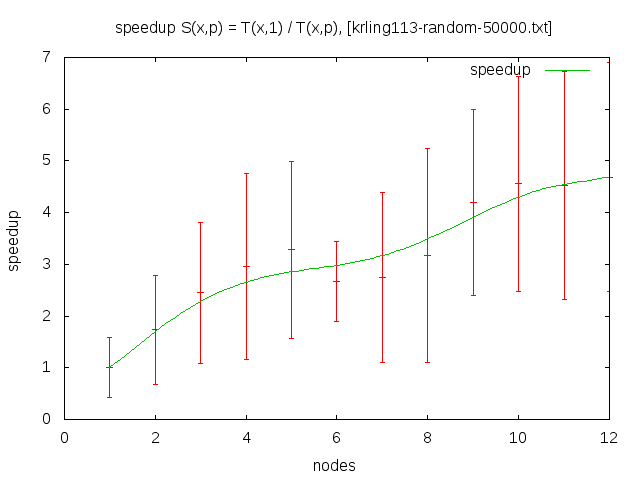 speedup S(x,p) = T(x,1) / T(x,p), [krling113-random-50000.txt]
speedup
7
6
5
4
3
2
1
0
speedup
0 2 4 6 8 10 12
nodes